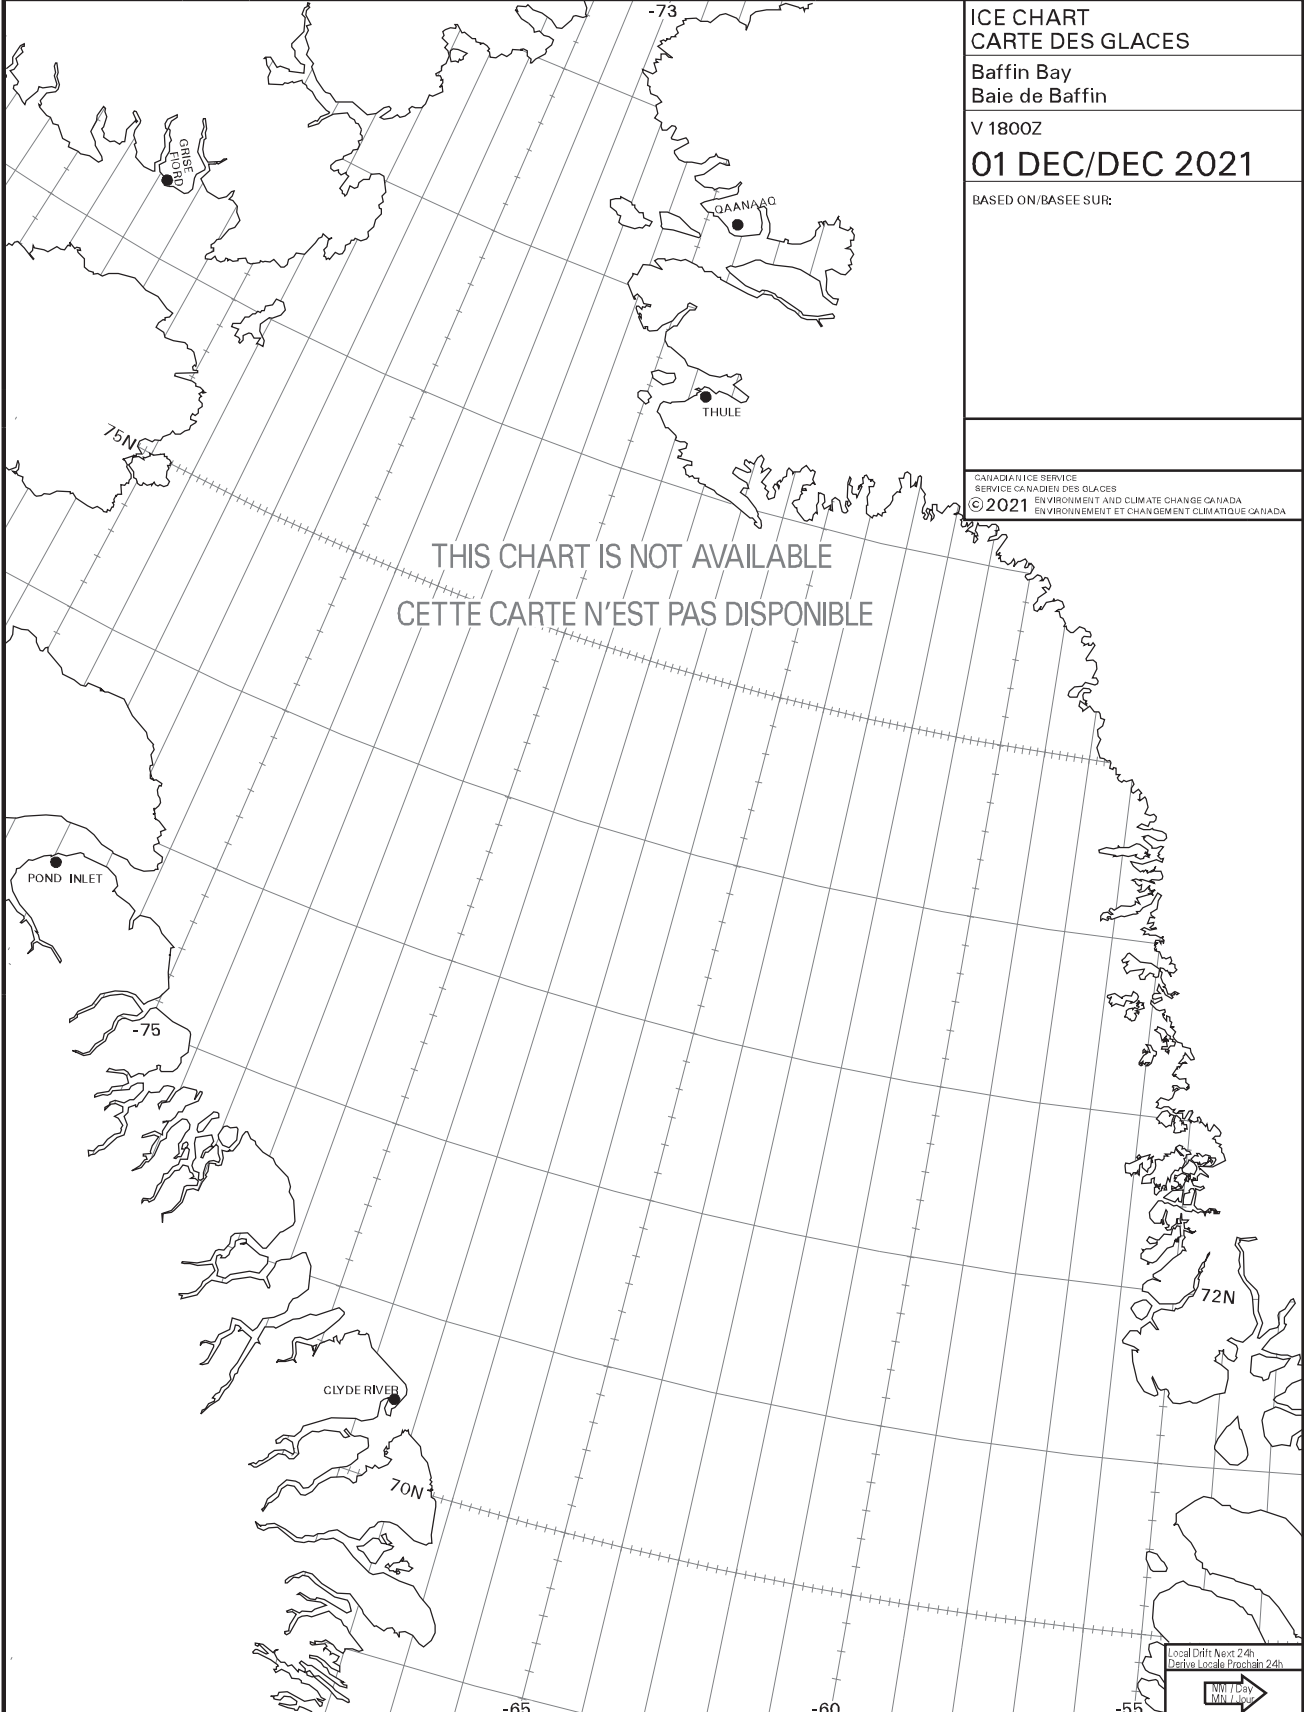 -73
ICE CHART
CARTE DES GLACES
Baffin Bay
Baie de Baffin
V 1800Z
01 DEC/DEC 2021
BASED ON/BASEE SUR:
GRISE
FIORD
QAANAAQ
THULE
75N
CANADIAN ICE SERVICE
SERVICE CANADIEN DES GLACES
© 2021 ENVIRONMENT AND CLIMATE CHANGE CANADA
ENVIRONNEMENT ET CHANGEMENT CLIMATIQUE CANADA
THIS CHART IS NOT AVAILABLE
CETTE CARTE N'EST PAS DISPONIBLE
POND INLET
-75
72N
CLYDE RIVER
70N
Local Drift Next 24h
Derive Locale Prochain 24h
NM / Day
MN / Jour
-65
-60
-55